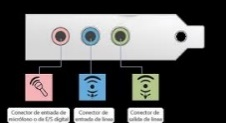 Conector de entrada de
micrófono o de E/S digital
Conector de
entrada de línea
Conector de
salida de línea